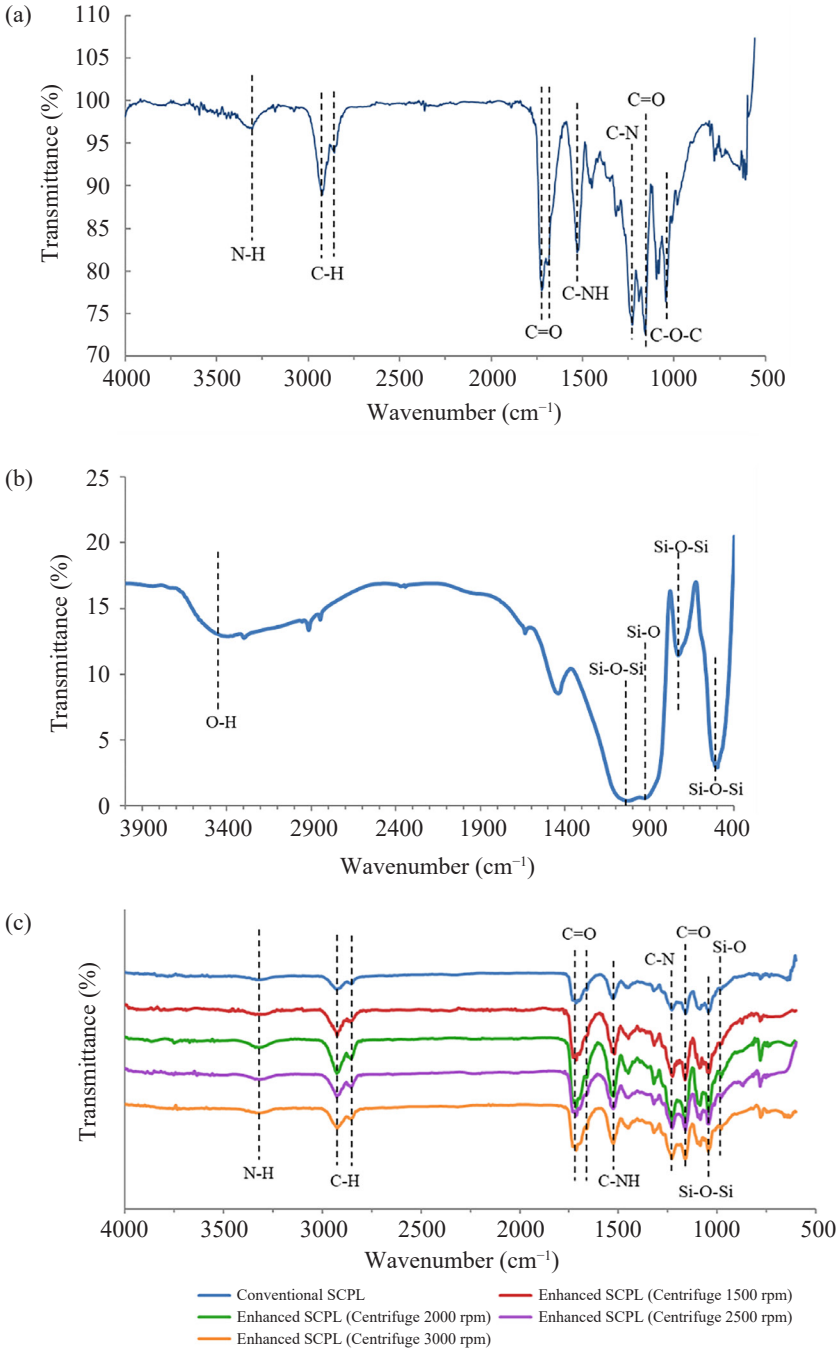 (a)
110
105
100
95
90
85
80
75
70
Transmittance (%)
N-H
C-H
C=O
C-NH
C-N
C=O
C-O-C
4000 3500 3000 2500 2000 1500 1000 500
Wavenumber (cm⁻¹)
(b)
25
20
15
10
5
0
Transmittance (%)
O-H
Si-O-Si
Si-O
Si-O-Si
Si-O-Si
3900 3400 2900 2400 1900 1400 900 400
Wavenumber (cm⁻¹)
(c)
Transmittance (%)
N-H
C-H
C=O
C-NH
C-N
C=O
Si-O
Si-O-Si
4000 3500 3000 2500 2000 1500 1000 500
Wavenumber (cm⁻¹)
Conventional SCPL
Enhanced SCPL (Centrifuge 1500 rpm)
Enhanced SCPL (Centrifuge 2000 rpm)
Enhanced SCPL (Centrifuge 2500 rpm)
Enhanced SCPL (Centrifuge 3000 rpm)